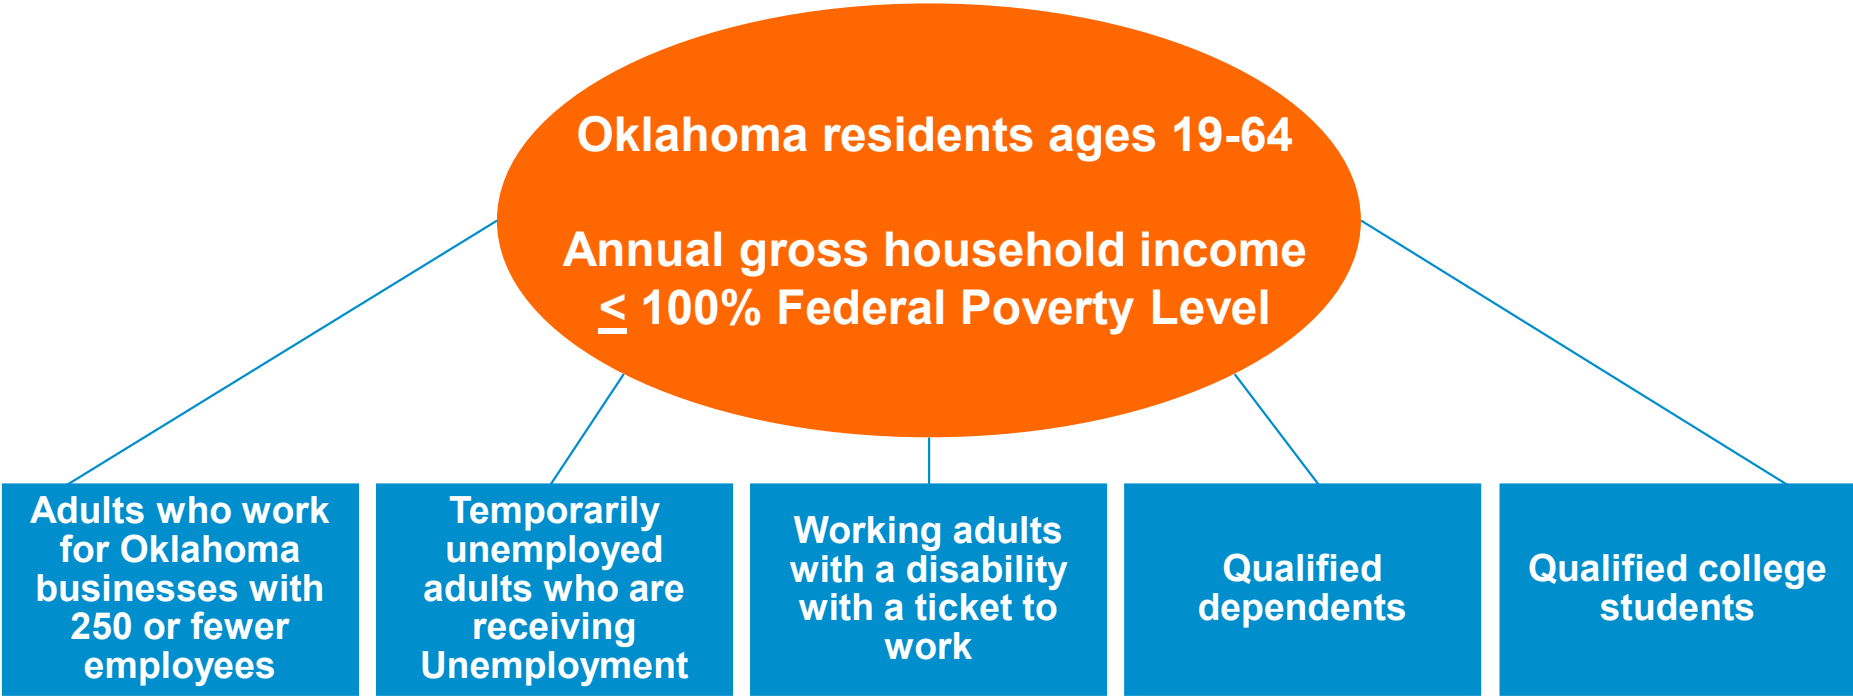 Oklahoma residents ages 19-64
Annual gross household income
≤ 100% Federal Poverty Level
Adults who work
for Oklahoma
businesses with
250 or fewer
employees
Temporarily
unemployed
adults who are
receiving
Unemployment
Working adults
with a disability
with a ticket to
work
Qualified
dependents
Qualified college
students